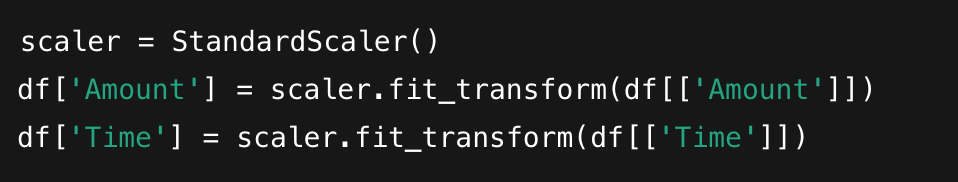 scaler = StandardScaler()
df['Amount'] = scaler.fit_transform(df[['Amount']])
df['Time'] = scaler.fit_transform(df[['Time']])